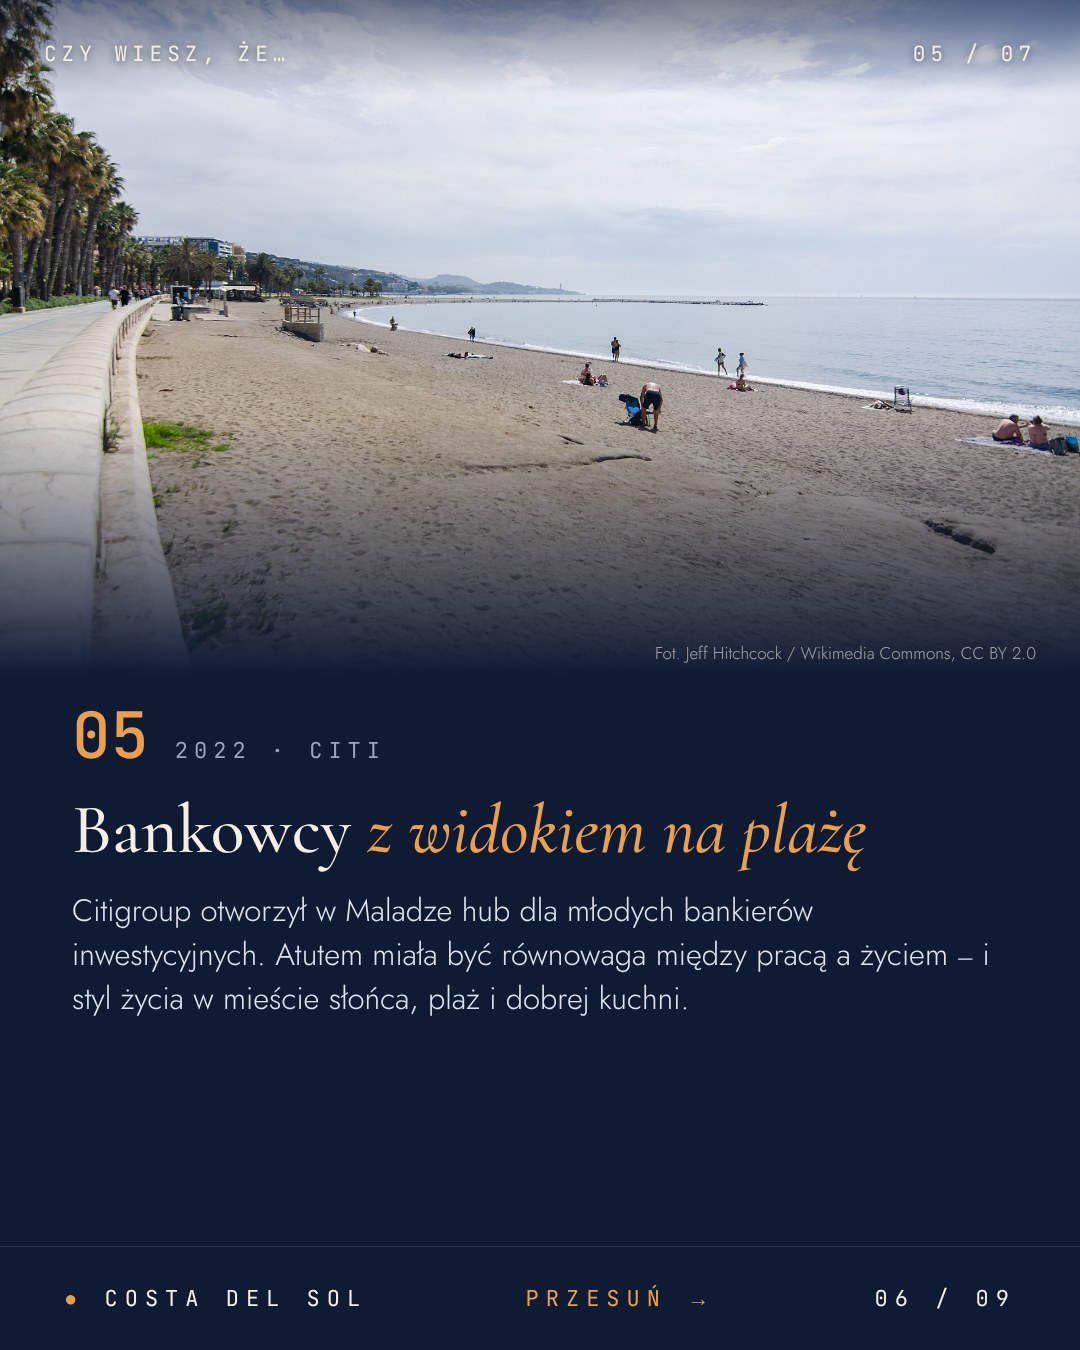 CZY WIESZ, ŻE…
05 / 07
Fot. Jeff Hitchcock / Wikimedia Commons, CC BY 2.0
05 2022 · CITI
Bankowcy z widokiem na plażę
Citigroup otworzył w Maladze hub dla młodych bankierów
inwestycyjnych. Atutem miała być równowaga między pracą a życiem – i
styl życia w mieście słońca, plaż i dobrej kuchni.
• COSTA DEL SOL
PRZESUŃ →
06 / 09